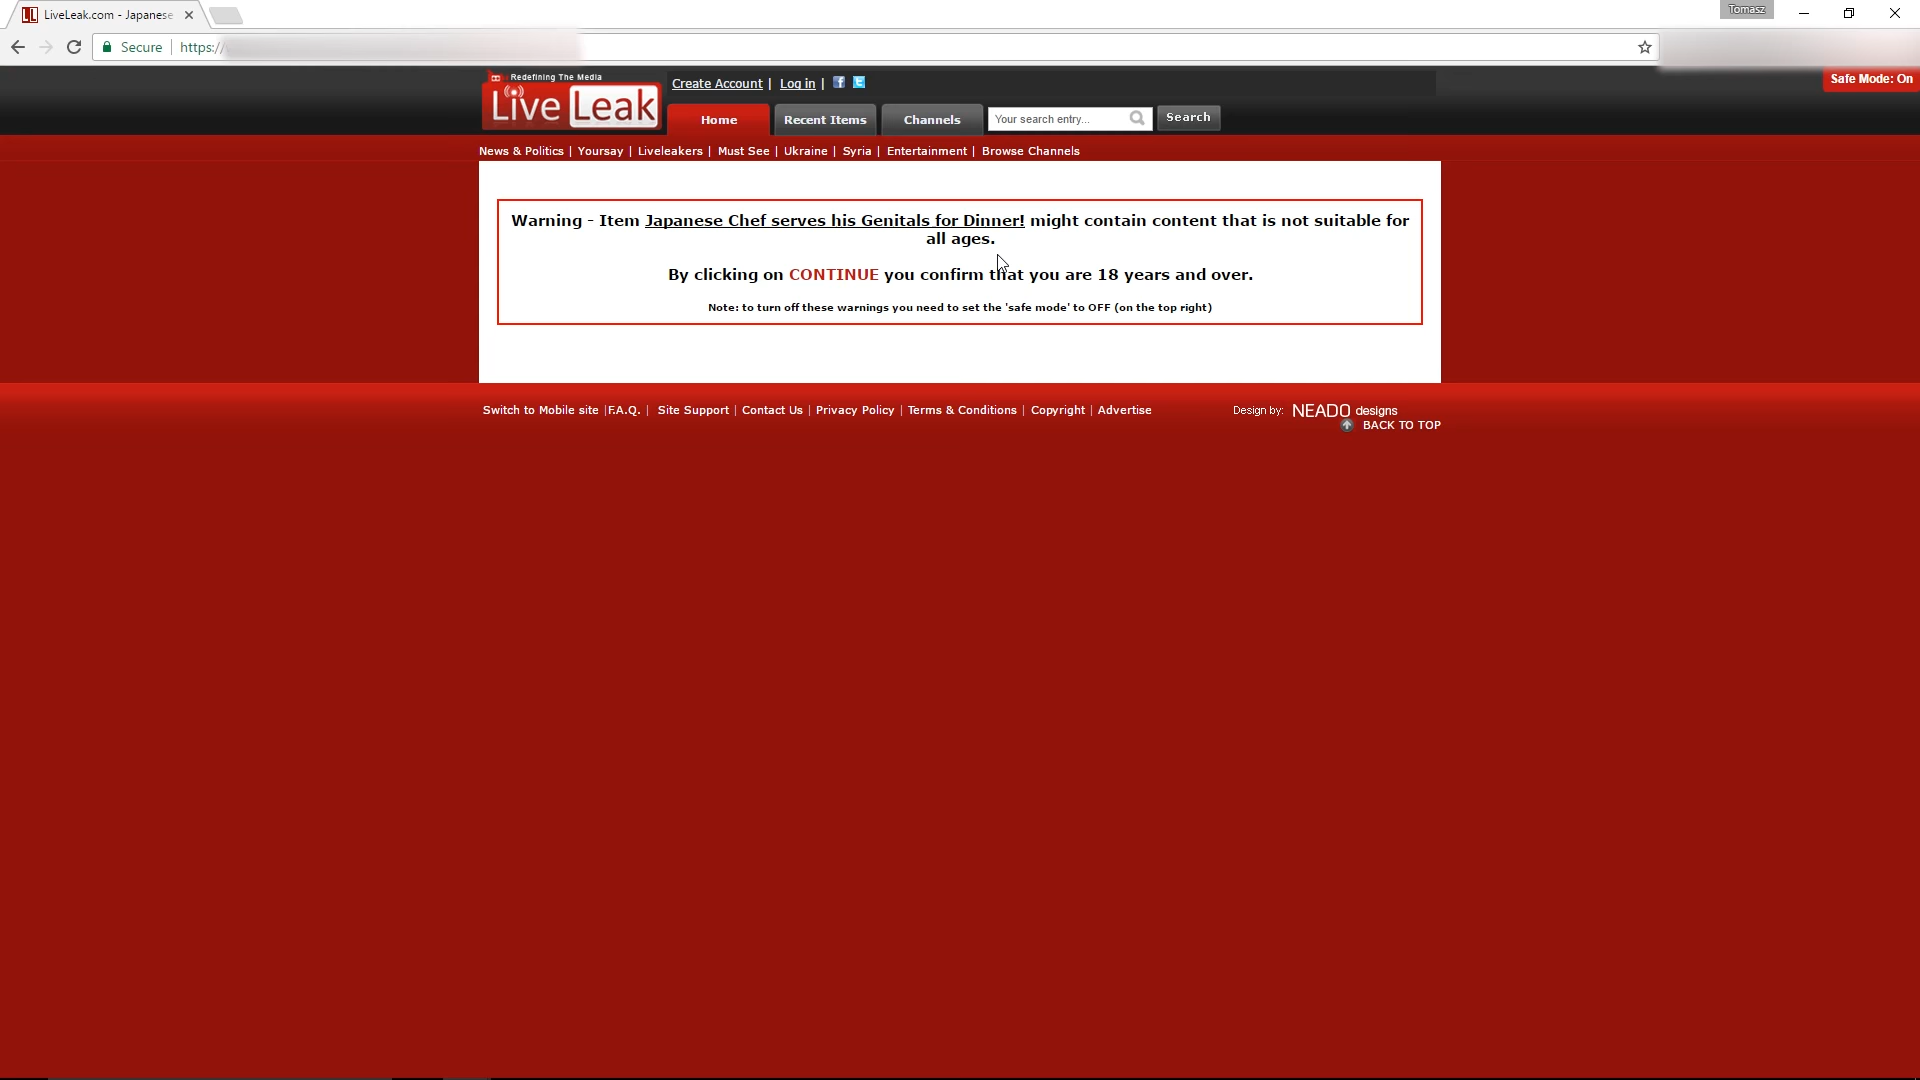 LiveLeak.com - Japanese
Tomasz
Secure
https://
Safe Mode: On
Redefining The Media
LiveLeak
Create Account | Log in |
Home
Recent Items
Channels
Your search entry...
Search
News & Politics | Yoursay | Liveleakers | Must See | Ukraine | Syria | Entertainment | Browse Channels
Warning - Item Japanese Chef serves his Genitals for Dinner! might contain content that is not suitable for
all ages.
By clicking on CONTINUE you confirm that you are 18 years and over.
Note: to turn off these warnings you need to set the 'safe mode' to OFF (on the top right)
Switch to Mobile site |F.A.Q. | Site Support | Contact Us | Privacy Policy | Terms & Conditions | Copyright | Advertise
Design by: NEADO designs
BACK TO TOP